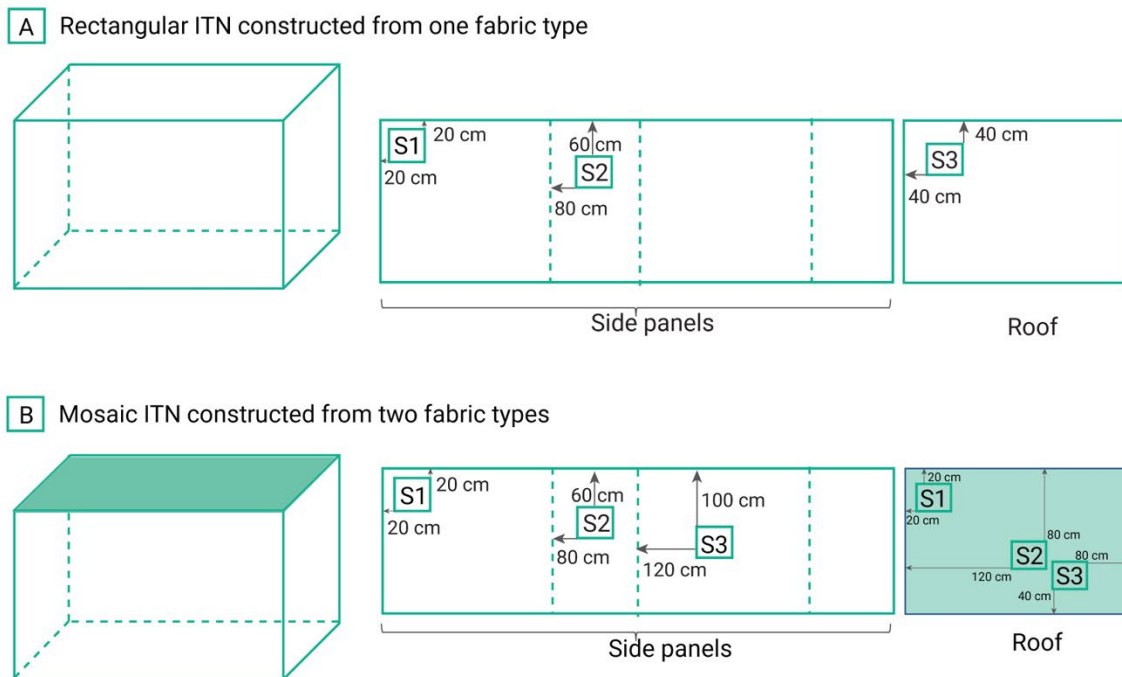 A Rectangular ITN constructed from one fabric type
S1
20 cm
20 cm
60 cm
S2
80 cm
40 cm
S3
40 cm
Side panels
Roof
B Mosaic ITN constructed from two fabric types
S1
20 cm
20 cm
60 cm
S2
80 cm
100 cm
S3
120 cm
20 cm
S1
20 cm
80 cm
S2
120 cm
80 cm
S3
40 cm
Side panels
Roof